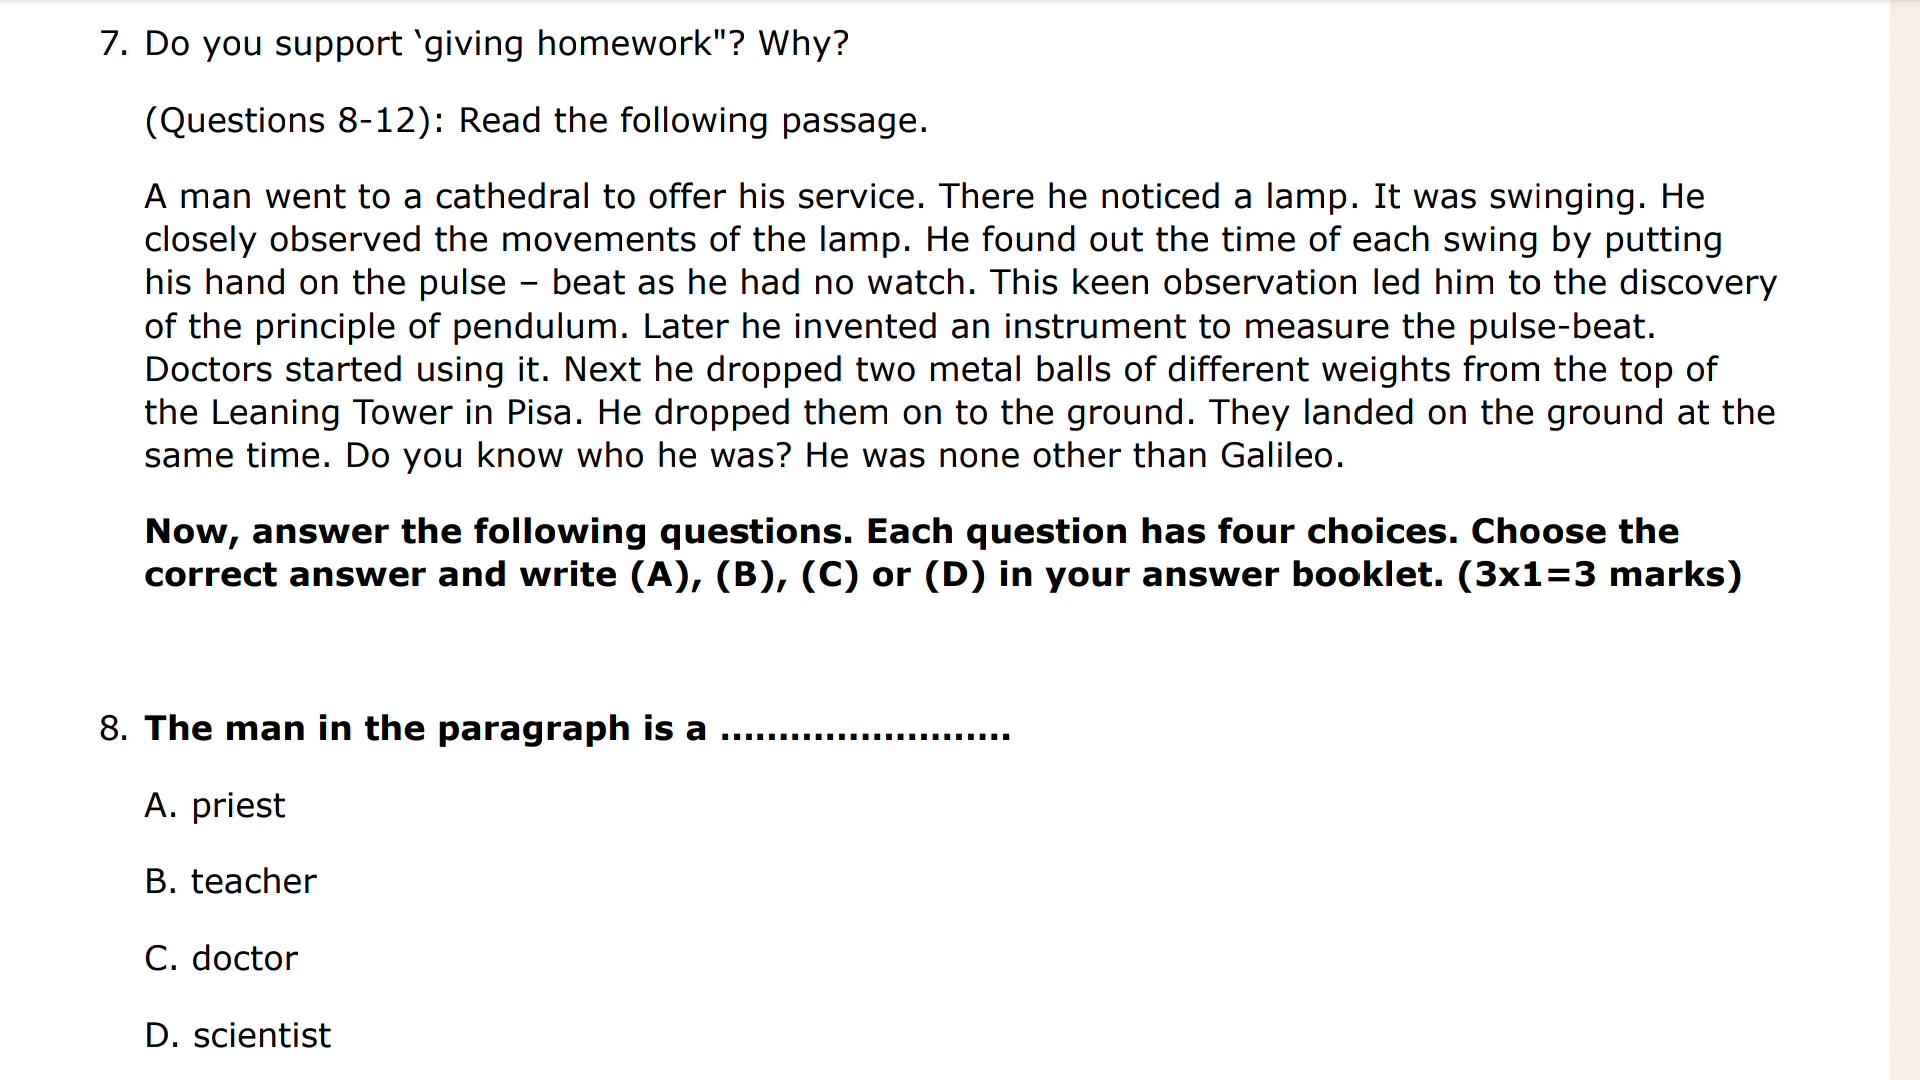 7. Do you support ‘giving homework"? Why?
(Questions 8-12): Read the following passage.
A man went to a cathedral to offer his service. There he noticed a lamp. It was swinging. He
closely observed the movements of the lamp. He found out the time of each swing by putting
his hand on the pulse – beat as he had no watch. This keen observation led him to the discovery
of the principle of pendulum. Later he invented an instrument to measure the pulse-beat.
Doctors started using it. Next he dropped two metal balls of different weights from the top of
the Leaning Tower in Pisa. He dropped them on to the ground. They landed on the ground at the
same time. Do you know who he was? He was none other than Galileo.
Now, answer the following questions. Each question has four choices. Choose the
correct answer and write (A), (B), (C) or (D) in your answer booklet. (3x1=3 marks)
8. The man in the paragraph is a .........................
A. priest
B. teacher
C. doctor
D. scientist